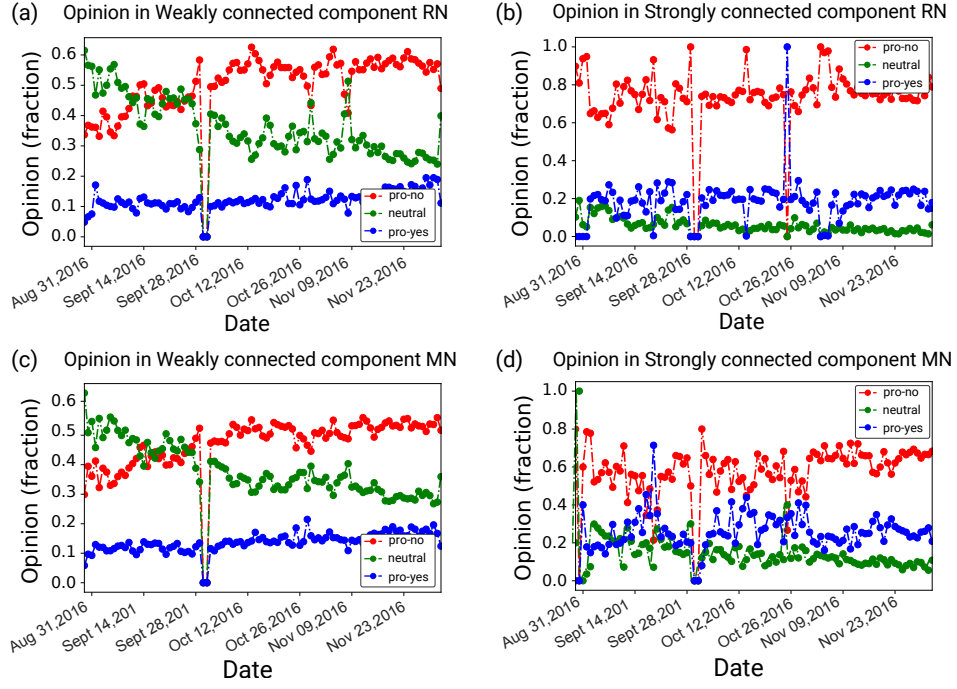 (a)
Opinion in Weakly connected component RN
Opinion (fraction)
0.6
0.5
0.4
0.3
0.2
0.1
0.0
pro-no
neutral
pro-yes
Aug 31,2016
Sept 14,2016
Sept 28,2016
Oct 12,2016
Oct 26,2016
Nov 09,2016
Nov 23,2016
Date
(b)
Opinion in Strongly connected component RN
Opinion (fraction)
1.0
0.8
0.6
0.4
0.2
0.0
pro-no
neutral
pro-yes
Aug 31,2016
Sept 14,2016
Sept 28,2016
Oct 12,2016
Oct 26,2016
Nov 09,2016
Nov 23,2016
Date
(c)
Opinion in Weakly connected component MN
Opinion (fraction)
0.6
0.5
0.4
0.3
0.2
0.1
0.0
pro-no
neutral
pro-yes
Aug 31,2016
Sept 14,201
Sept 28,201
Oct 12,2016
Oct 26,2016
Nov 09,2016
Nov 23,2016
Date
(d)
Opinion in Strongly connected component MN
Opinion (fraction)
1.0
0.8
0.6
0.4
0.2
0.0
pro-no
neutral
pro-yes
Aug 31,2016
Sept 14,201
Sept 28,2016
Oct 12,2016
Oct 26,2016
Nov 09,2016
Nov 23,2016
Date